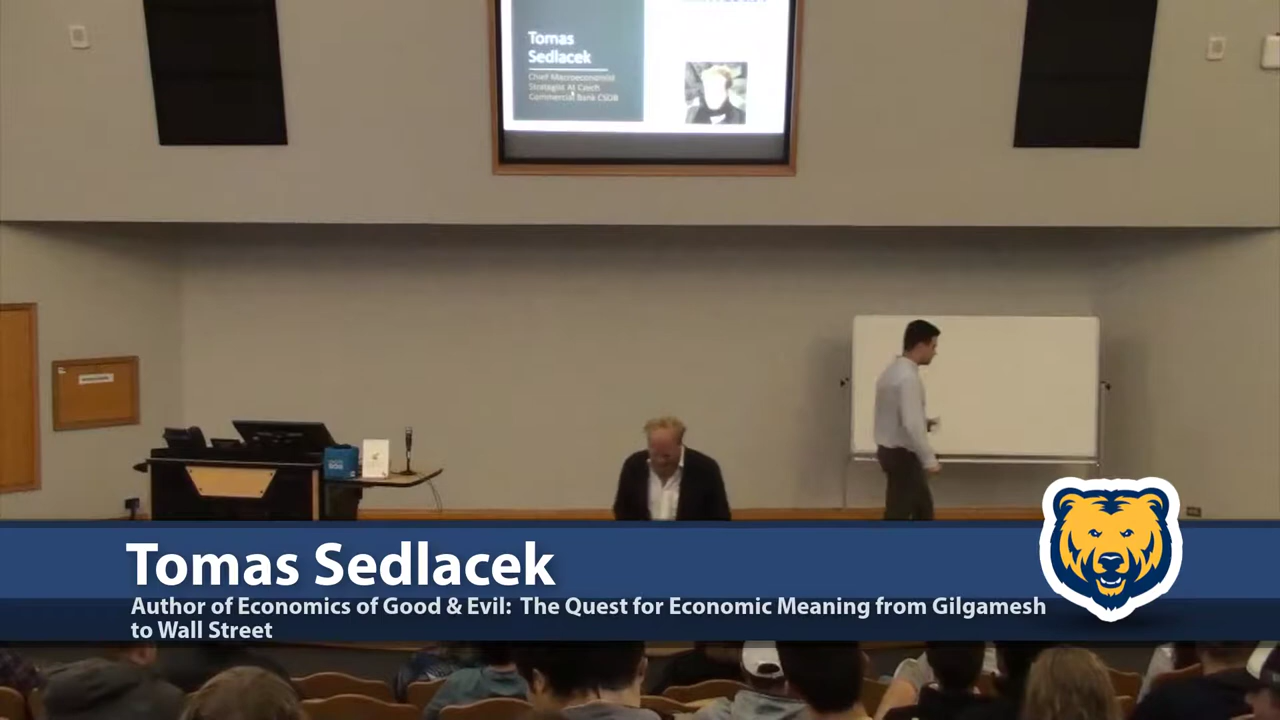 Tomas
Sedlacek
Chief Macroeconomist
Strategist At Czech
Commercial Bank CSOB
Tomas Sedlacek
Author of Economics of Good & Evil:  The Quest for Economic Meaning from Gilgamesh
to Wall Street